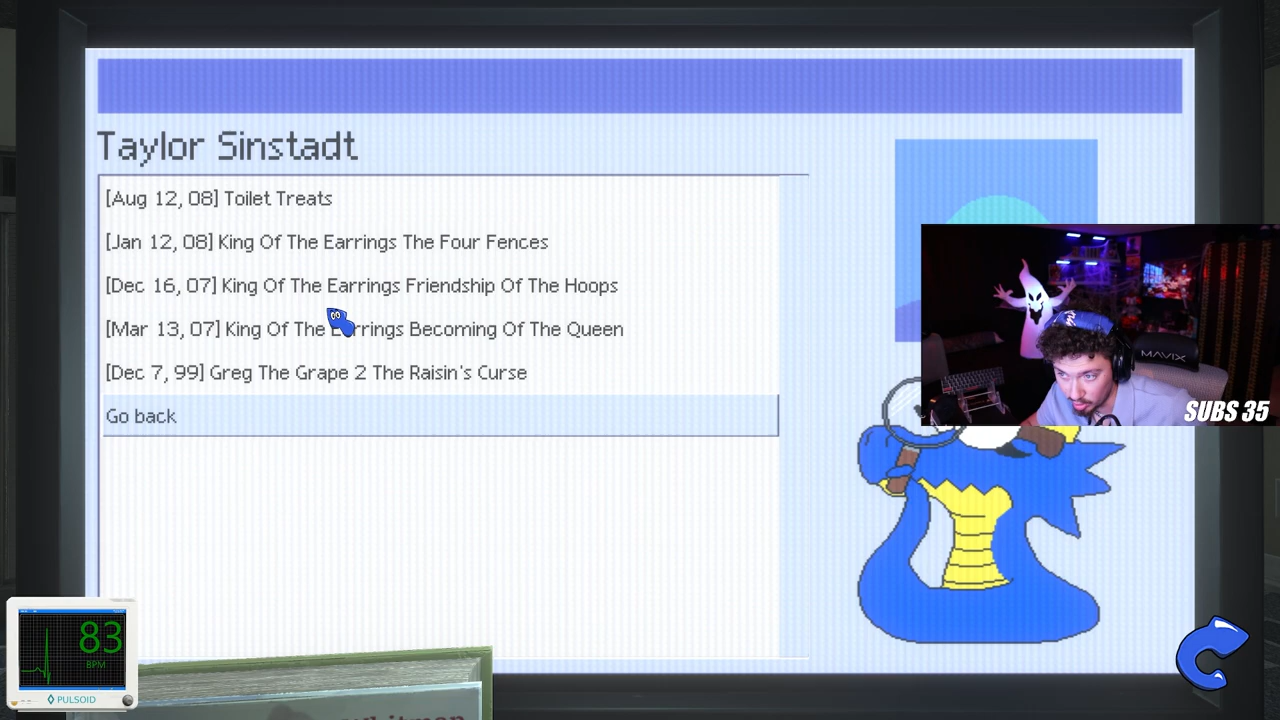 Taylor Sinstadt
[Aug 12, 08] Toilet Treats
[Jan 12, 08] King Of The Earrings The Four Fences
[Dec 16, 07] King Of The Earrings Friendship Of The Hoops
[Mar 13, 07] King Of The Earrings Becoming Of The Queen
[Dec 7, 99] Greg The Grape 2 The Raisin's Curse
Go back
MAVIX
SUBS 35
83
BPM
PULSOID